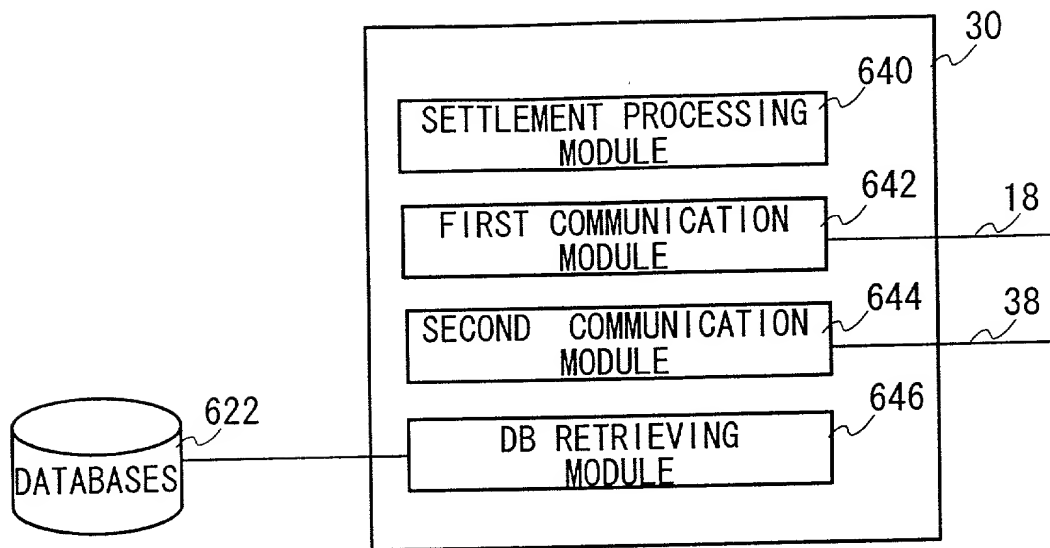 30
640
SETTLEMENT PROCESSING
MODULE
642
FIRST COMMUNICATION
MODULE
18
644
SECOND COMMUNICATION
MODULE
38
646
DB RETRIEVING
MODULE
622
DATABASES